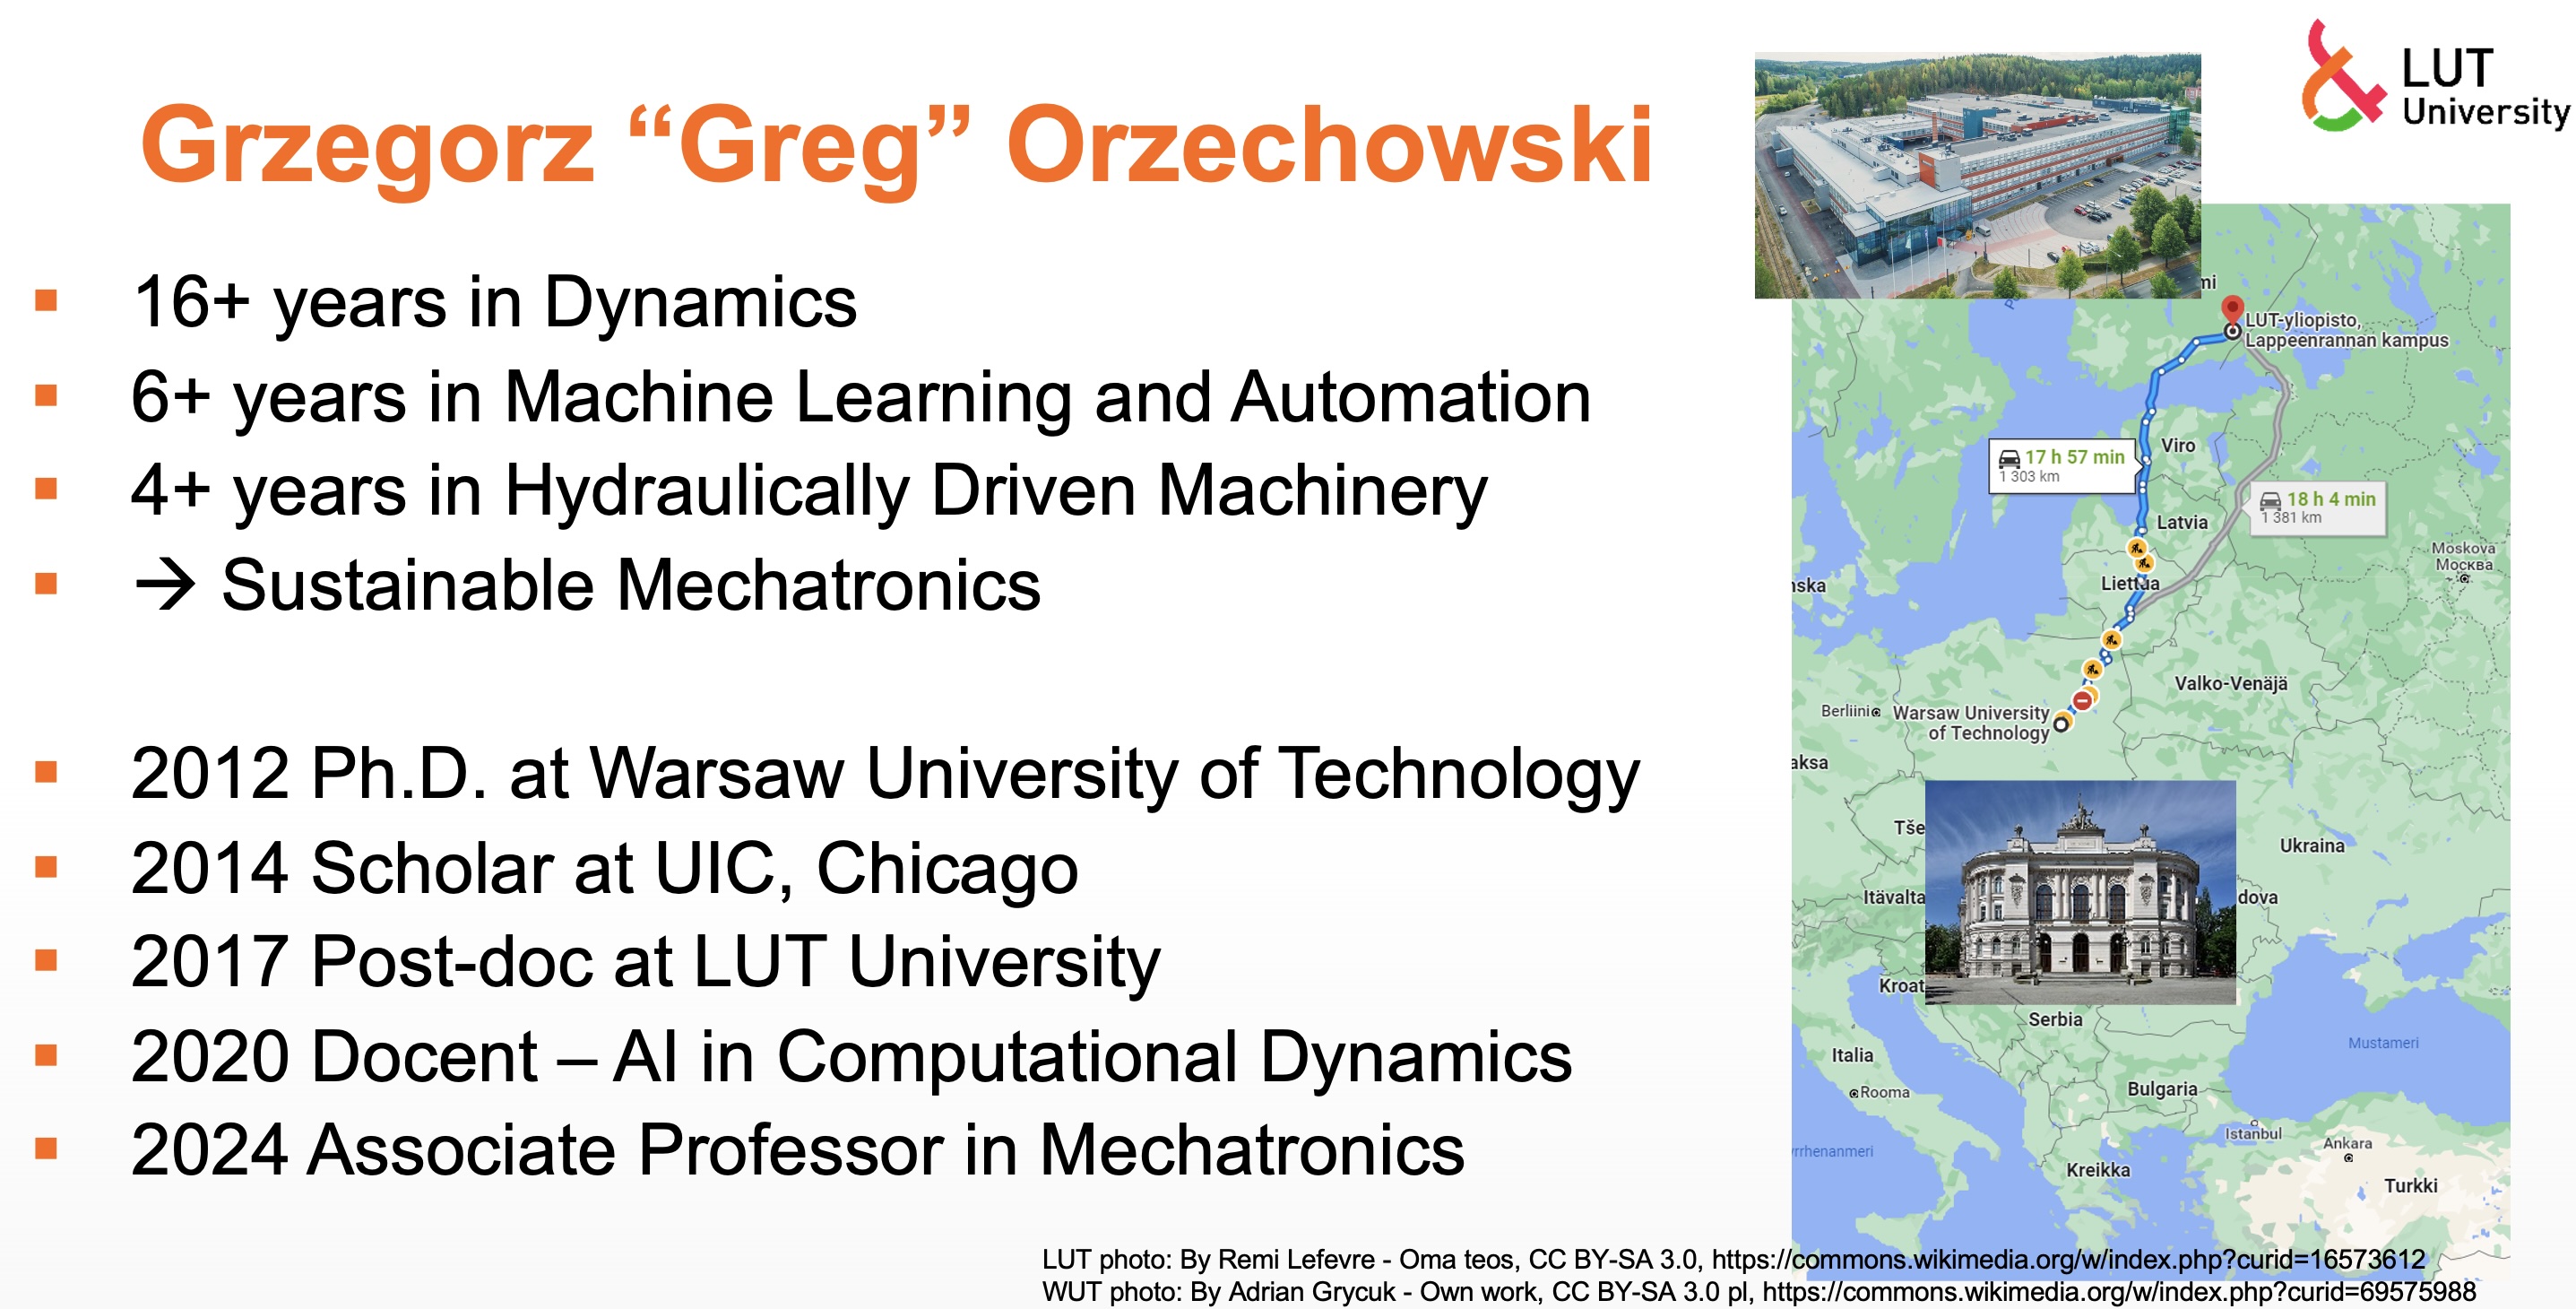 Grzegorz “Greg” Orzechowski
LUT
University
▪ 16+ years in Dynamics
▪ 6+ years in Machine Learning and Automation
▪ 4+ years in Hydraulically Driven Machinery
▪ → Sustainable Mechatronics
▪ 2012 Ph.D. at Warsaw University of Technology
▪ 2014 Scholar at UIC, Chicago
▪ 2017 Post-doc at LUT University
▪ 2020 Docent – AI in Computational Dynamics
▪ 2024 Associate Professor in Mechatronics
mi
LUT-yliopisto,
Lappeenrannan kampus
Viro
17 h 57 min
1 303 km
18 h 4 min
1 381 km
Latvia
Moskova
Москва
Liettua
nska
Valko-Venäjä
Berliini
Warsaw University
of Technology
aksa
Tše
Ukraina
Itävalta
dova
Kroat
Serbia
Mustameri
Italia
Rooma
Bulgaria
Istanbul
Ankara
yrrhenanmeri
Kreikka
Turkki
LUT photo: By Remi Lefevre - Oma teos, CC BY-SA 3.0, https://commons.wikimedia.org/w/index.php?curid=16573612
WUT photo: By Adrian Grycuk - Own work, CC BY-SA 3.0 pl, https://commons.wikimedia.org/w/index.php?curid=69575988